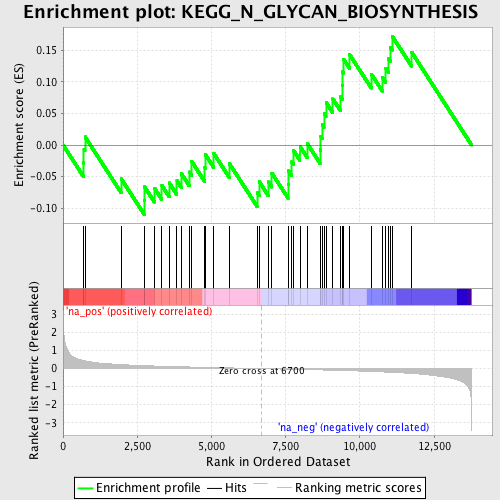 Enrichment plot: KEGG_N_GLYCAN_BIOSYNTHESIS
Enrichment score (ES)
0.15
0.10
0.05
0.00
-0.05
-0.10
Ranked list metric (PreRanked)
'na_pos' (positively correlated)
3
2
1
0
-1
-2
-3
Zero cross at 6700
'na_neg' (negatively correlated)
0
2,500
5,000
7,500
10,000
12,500
Rank in Ordered Dataset
Enrichment profile
Hits
Ranking metric scores